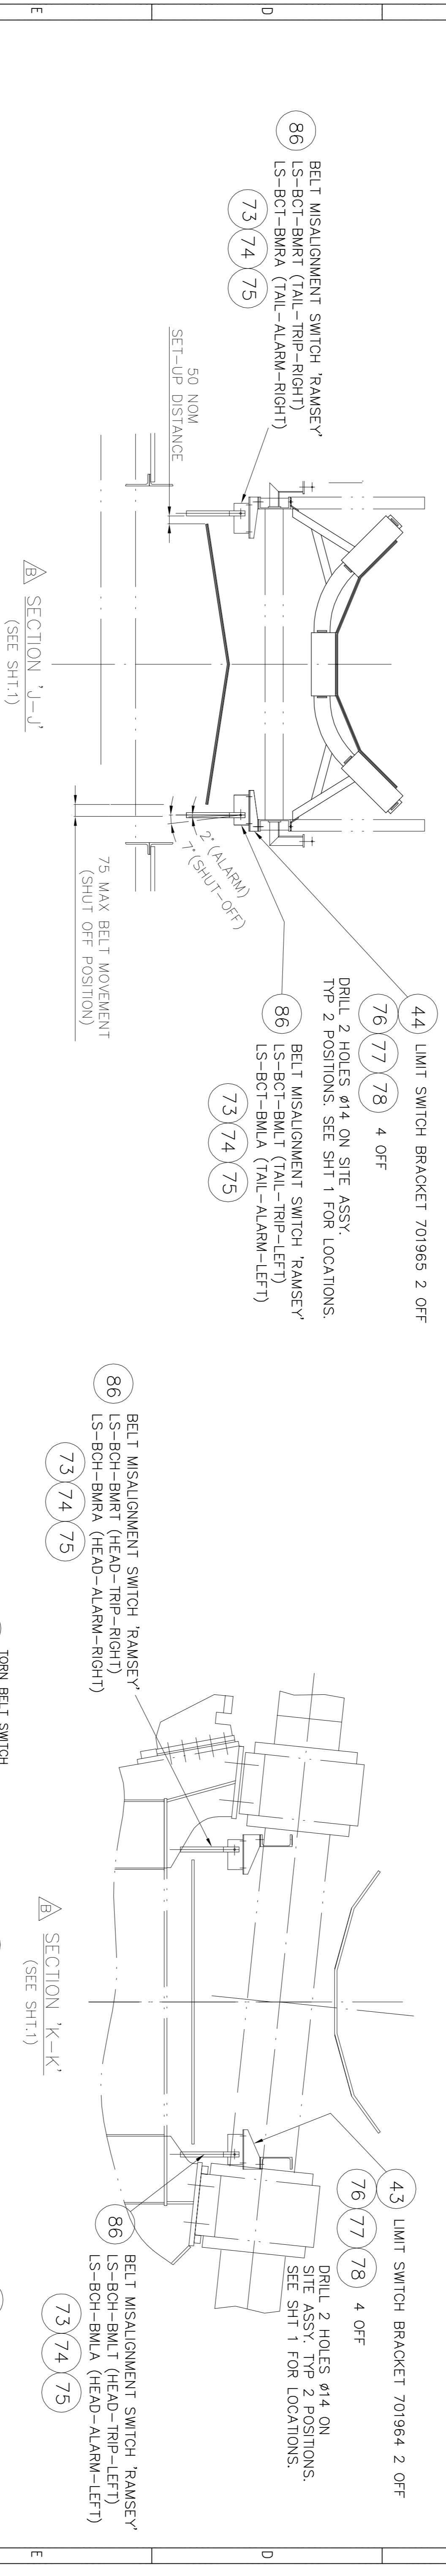 E
D
86
BELT MISALIGNMENT SWITCH 'RAMSEY'
LS-BCT-BMRT (TAIL-TRIP-RIGHT)
LS-BCT-BMRA (TAIL-ALARM-RIGHT)
73 74 75
50 NOM
SET-UP DISTANCE
B
SECTION 'J-J'
(SEE SHT.1)
2° (ALARM)
7° (SHUT-OFF)
75 MAX BELT MOVEMENT
(SHUT OFF POSITION)
44 LIMIT SWITCH BRACKET 701965 2 OFF
76 77 78 4 OFF
DRILL 2 HOLES ø14 ON SITE ASSY.
TYP 2 POSITIONS. SEE SHT 1 FOR LOCATIONS.
86
BELT MISALIGNMENT SWITCH 'RAMSEY'
LS-BCT-BMLT (TAIL-TRIP-LEFT)
LS-BCT-BMLA (TAIL-ALARM-LEFT)
73 74 75
86
BELT MISALIGNMENT SWITCH 'RAMSEY'
LS-BCH-BMRT (HEAD-TRIP-RIGHT)
LS-BCH-BMRA (HEAD-ALARM-RIGHT)
73 74 75
TORN BELT SWITCH
B
SECTION 'K-K'
(SEE SHT.1)
43 LIMIT SWITCH BRACKET 701964 2 OFF
76 77 78 4 OFF
DRILL 2 HOLES ø14 ON
SITE ASSY. TYP 2 POSITIONS.
SEE SHT 1 FOR LOCATIONS.
86
BELT MISALIGNMENT SWITCH 'RAMSEY'
LS-BCH-BMLT (HEAD-TRIP-LEFT)
LS-BCH-BMLA (HEAD-ALARM-LEFT)
73 74 75
E
D